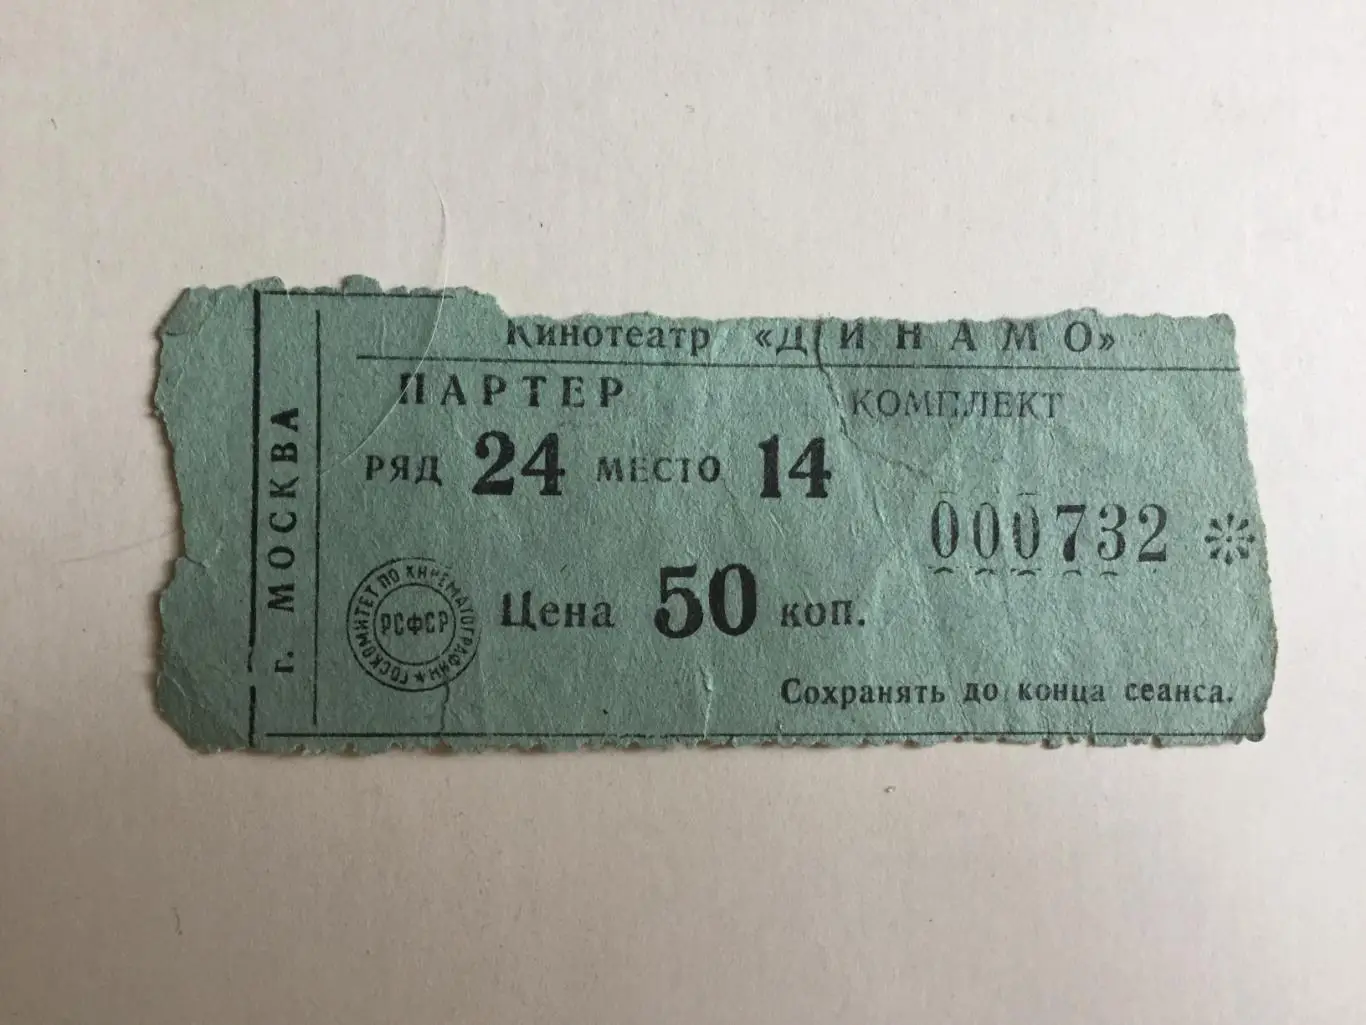 Кинотеатр «ДИНАМО»
ПАРТЕР КОМПЛЕКТ
РЯД 24 МЕСТО 14
000732
г. МОСКВА
ГОСКОМИТЕТ ПО КИНЕМАТОГРАФИИ
РСФСР
Цена 50 коп.
Сохранять до конца сеанса.